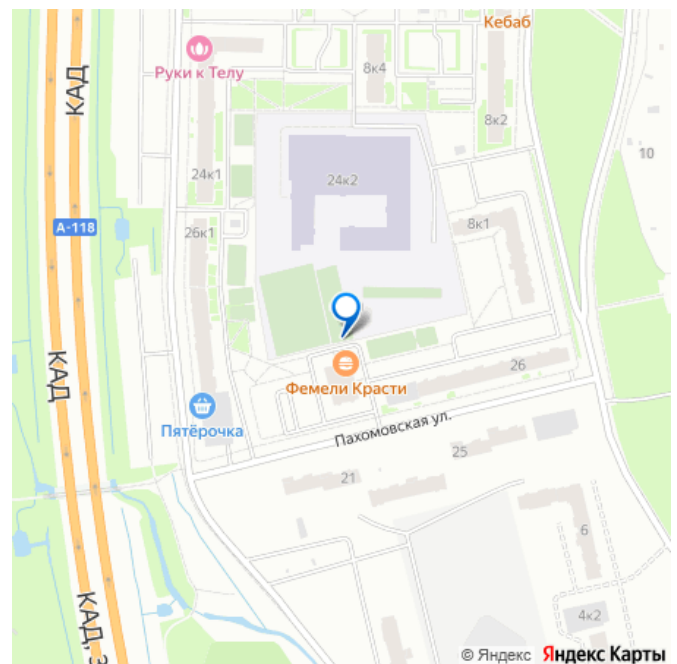 Кебаб
КАД
Руки к Телу
8к4
8к2
10
24к1
24к2
А-118
26к1
8к1
КАД
26
Фемели Красти
Пятёрочка
Пахомовская ул.
25
21
6
КАД, З
4к2
© Яндекс Яндекс Карты